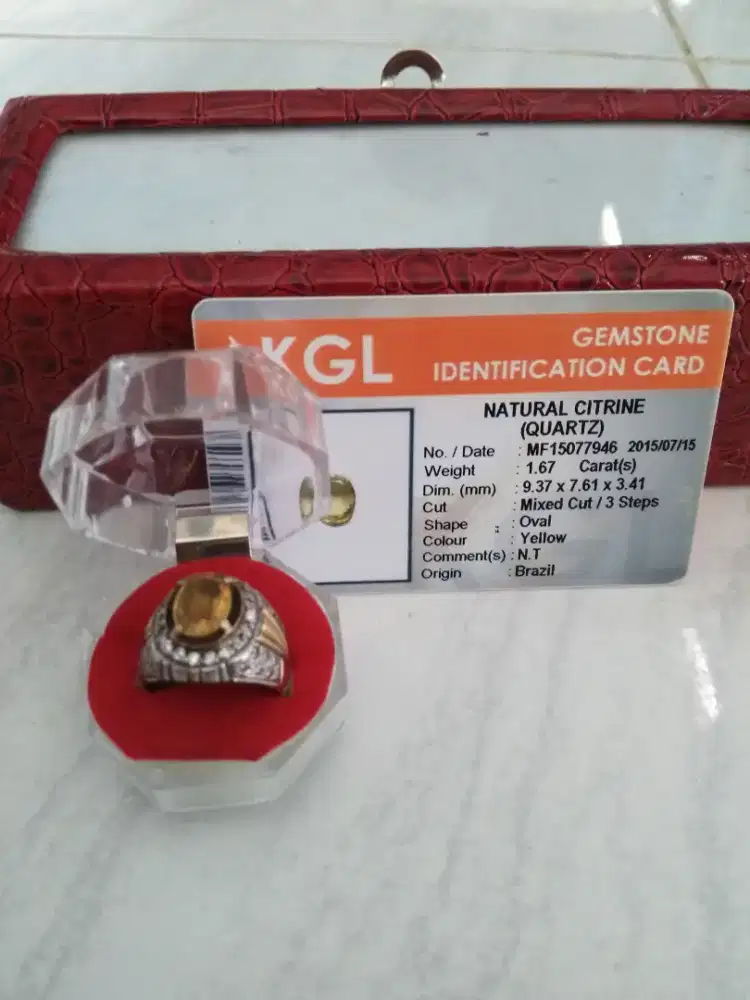 KGL
GEMSTONE
IDENTIFICATION CARD
NATURAL CITRINE
(QUARTZ)
No. / Date : MF15077946 2015/07/15
Weight : 1.67 Carat(s)
Dim. (mm) : 9.37 x 7.61 x 3.41
Cut : Mixed Cut / 3 Steps
Shape : : Oval
Colour : Yellow
Comment(s) : N.T
Origin : Brazil